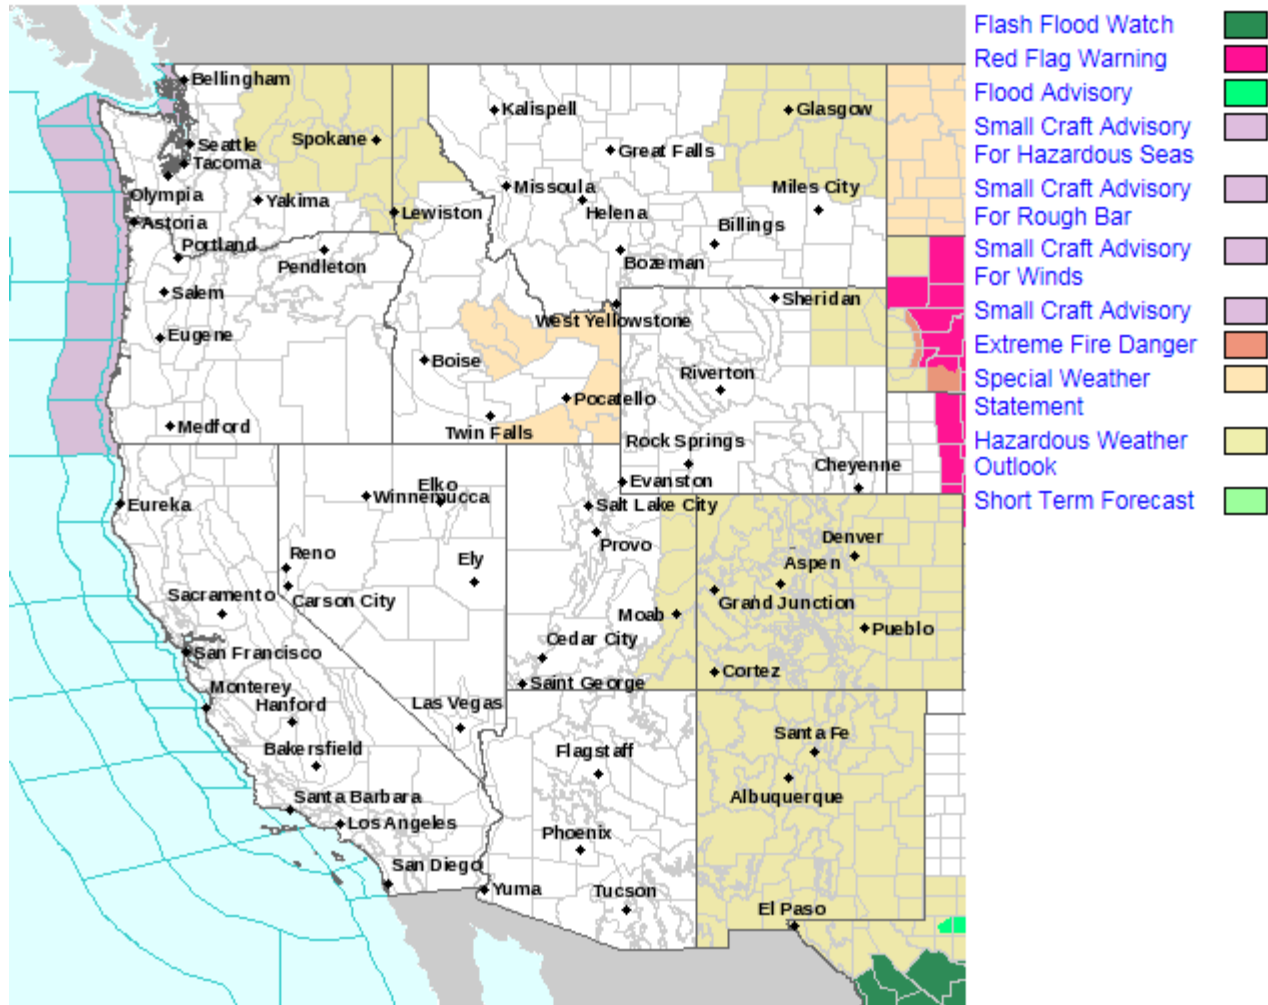 Flash Flood Watch
Red Flag Warning
Flood Advisory
Small Craft Advisory
For Hazardous Seas
Small Craft Advisory
For Rough Bar
Small Craft Advisory
For Winds
Small Craft Advisory
Extreme Fire Danger
Special Weather
Statement
Hazardous Weather
Outlook
Short Term Forecast
Bellingham
Kalispell
Glasgow
Spokane
Seattle
Great Falls
Tacoma
Missoula
Miles City
Olympia
Yakima
Lewiston
Helena
Astoria
Billings
Portland
Pendleton
Bozeman
Salem
Sheridan
West Yellowstone
Eugene
Boise
Riverton
Pocatello
Medford
Twin Falls
Rock Springs
Cheyenne
Elko
Evanston
Winnemucca
Eureka
Salt Lake City
Denver
Provo
Reno
Ely
Aspen
Sacramento
Carson City
Grand Junction
Moab
Pueblo
Cedar City
San Francisco
Cortez
Saint George
Monterey
Hanford
Las Vegas
Santa Fe
Bakersfield
Flagstaff
Santa Barbara
Albuquerque
Los Angeles
Phoenix
San Diego
Yuma
Tucson
El Paso